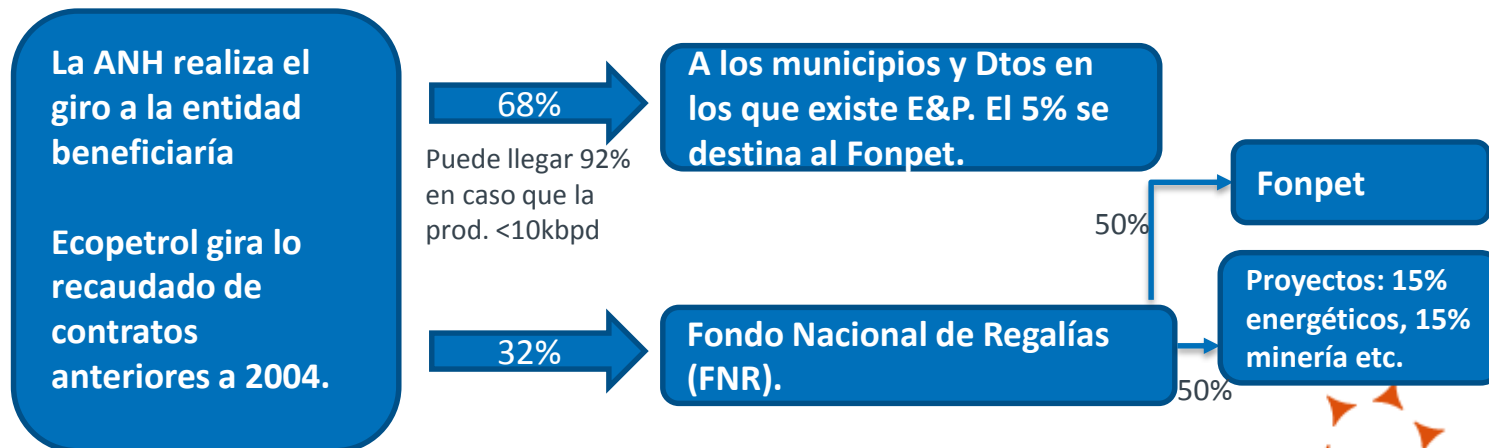 La ANH realiza el
giro a la entidad
beneficiaría
Ecopetrol gira lo
recaudado de
contratos
anteriores a 2004.
68%
Puede llegar 92%
en caso que la
prod. <10kbpd
32%
A los municipios y Dtos en
los que existe E&P. El 5% se
destina al Fonpet.
Fondo Nacional de Regalías
(FNR).
50%
Fonpet
50%
Proyectos: 15%
energéticos, 15%
minería etc.